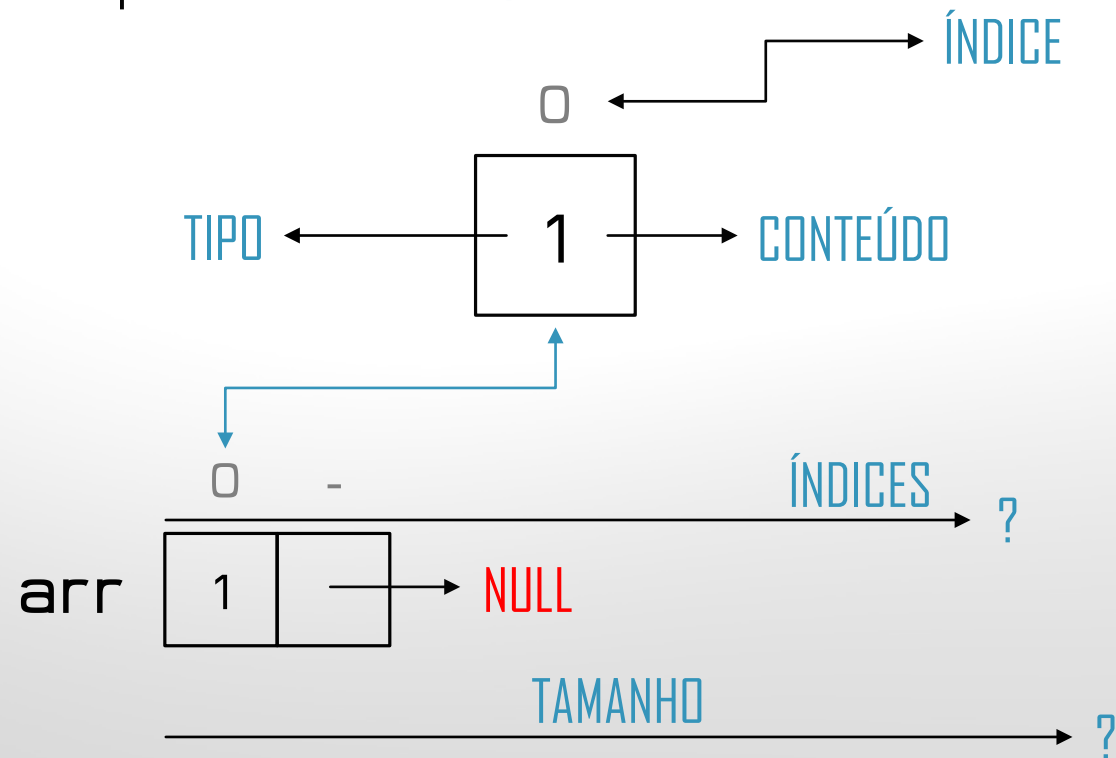 ÍNDICE
0
TIPO
1
CONTEÚDO
0 -
ÍNDICES
?
arr
1
NULL
TAMANHO
?